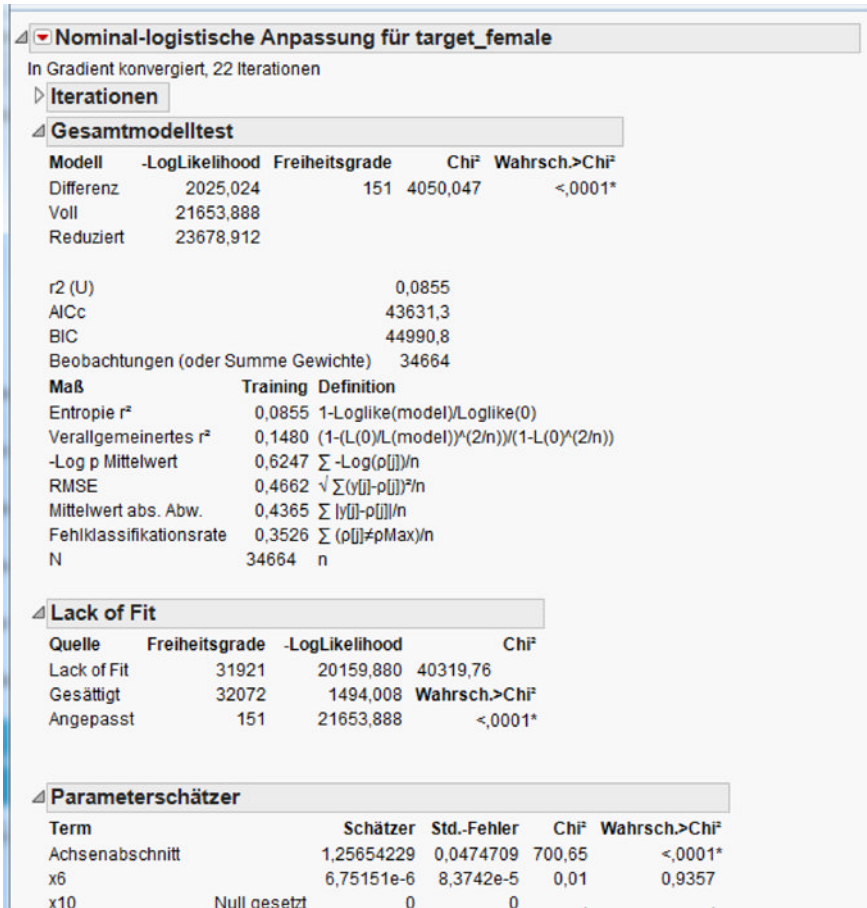 Nominal-logistische Anpassung für target_female
In Gradient konvergiert, 22 Iterationen
Iterationen
Gesamtmodelltest
Modell -LogLikelihood Freiheitsgrade Chi² Wahrsch.>Chi²
Differenz 2025,024 151 4050,047 <,0001*
Voll 21653,888
Reduziert 23678,912
r2 (U) 0,0855
AICc 43631,3
BIC 44990,8
Beobachtungen (oder Summe Gewichte) 34664
Maß Training Definition
Entropie r² 0,0855 1-Loglike(model)/Loglike(0)
Verallgemeinertes r² 0,1480 (1-(L(0)/L(model))^(2/n))/(1-L(0)^(2/n))
-Log p Mittelwert 0,6247 ∑ -Log(ρ[j])/n
RMSE 0,4662 √ ∑(y[j]-ρ[j])²/n
Mittelwert abs. Abw. 0,4365 ∑ |y[j]-ρ[j]|/n
Fehlklassifikationsrate 0,3526 ∑ (ρ[j]≠ρMax)/n
N 34664 n
Lack of Fit
Quelle Freiheitsgrade -LogLikelihood Chi²
Lack of Fit 31921 20159,880 40319,76
Gesättigt 32072 1494,008 Wahrsch.>Chi²
Angepasst 151 21653,888 <,0001*
Parameterschätzer
Term Schätzer Std.-Fehler Chi² Wahrsch.>Chi²
Achsenabschnitt 1,25654229 0,0474709 700,65 <,0001*
x6 6,75151e-6 8,3742e-5 0,01 0,9357
x10 Null gesetzt 0 0 . .